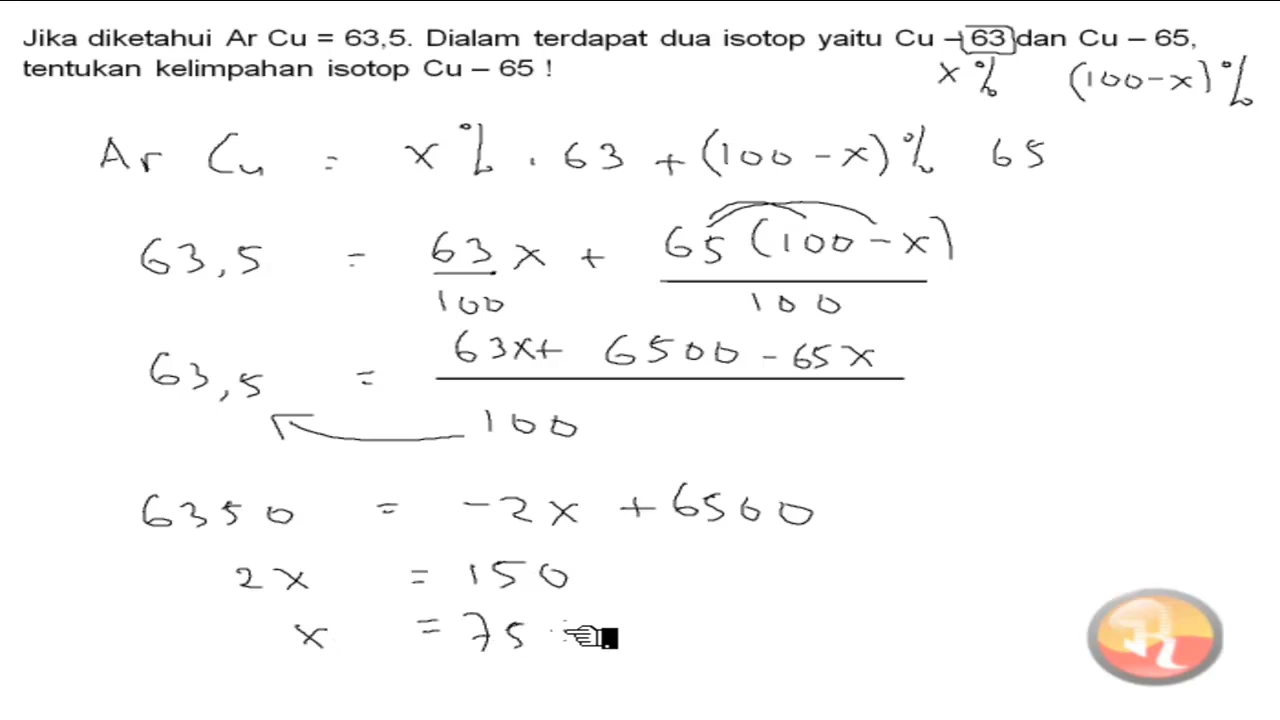 Jika diketahui Ar Cu = 63,5. Dialam terdapat dua isotop yaitu Cu – 63 dan Cu – 65,
tentukan kelimpahan isotop Cu – 65 !
x % (100 - x) %
Ar Cu = x % . 63 + (100 - x) % 65
63,5 = 63/100 x + 65 (100 - x)/100
63,5 = 63x + 6500 - 65x
100
6350 = -2x + 6500
2x = 150
x = 75